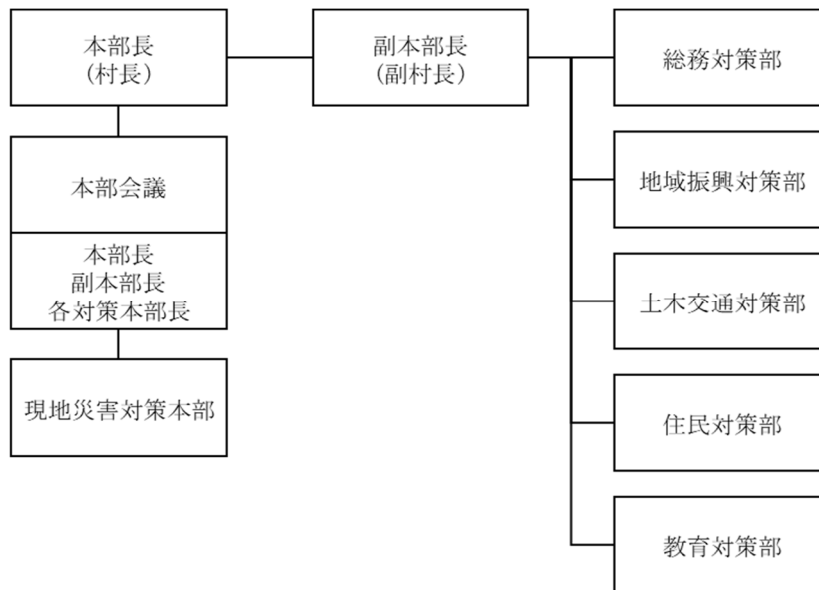 本部長
(村長)
副本部長
(副村長)
総務対策部
本部会議
本部長
副本部長
各対策本部長
現地災害対策本部
地域振興対策部
土木交通対策部
住民対策部
教育対策部